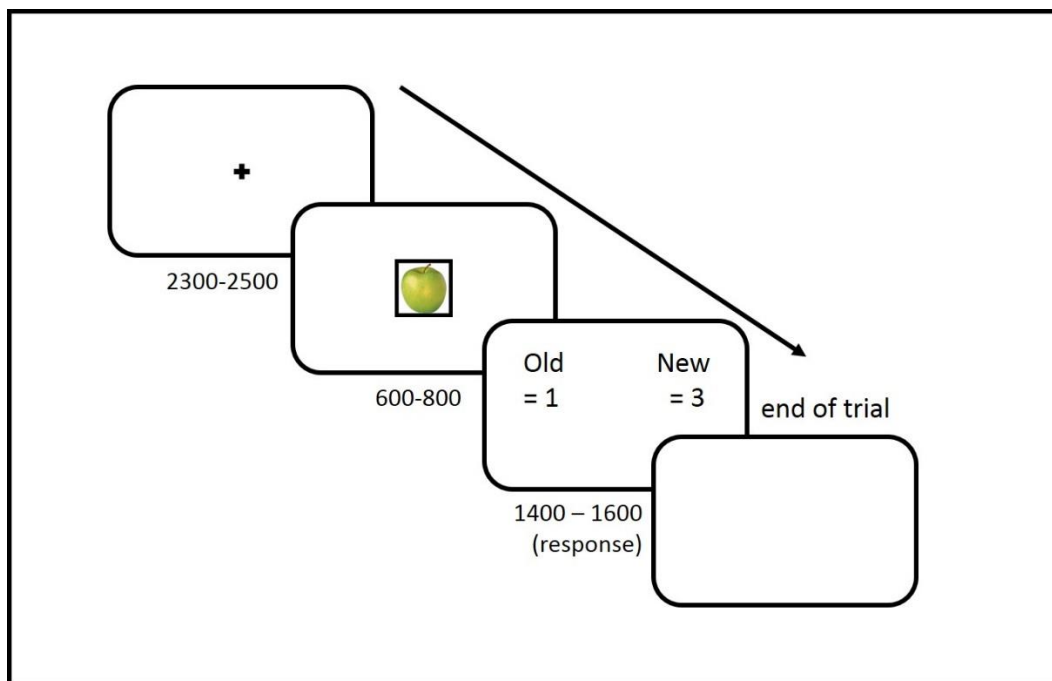 2300-2500
600-800
Old New
= 1 = 3
end of trial
1400 – 1600
(response)